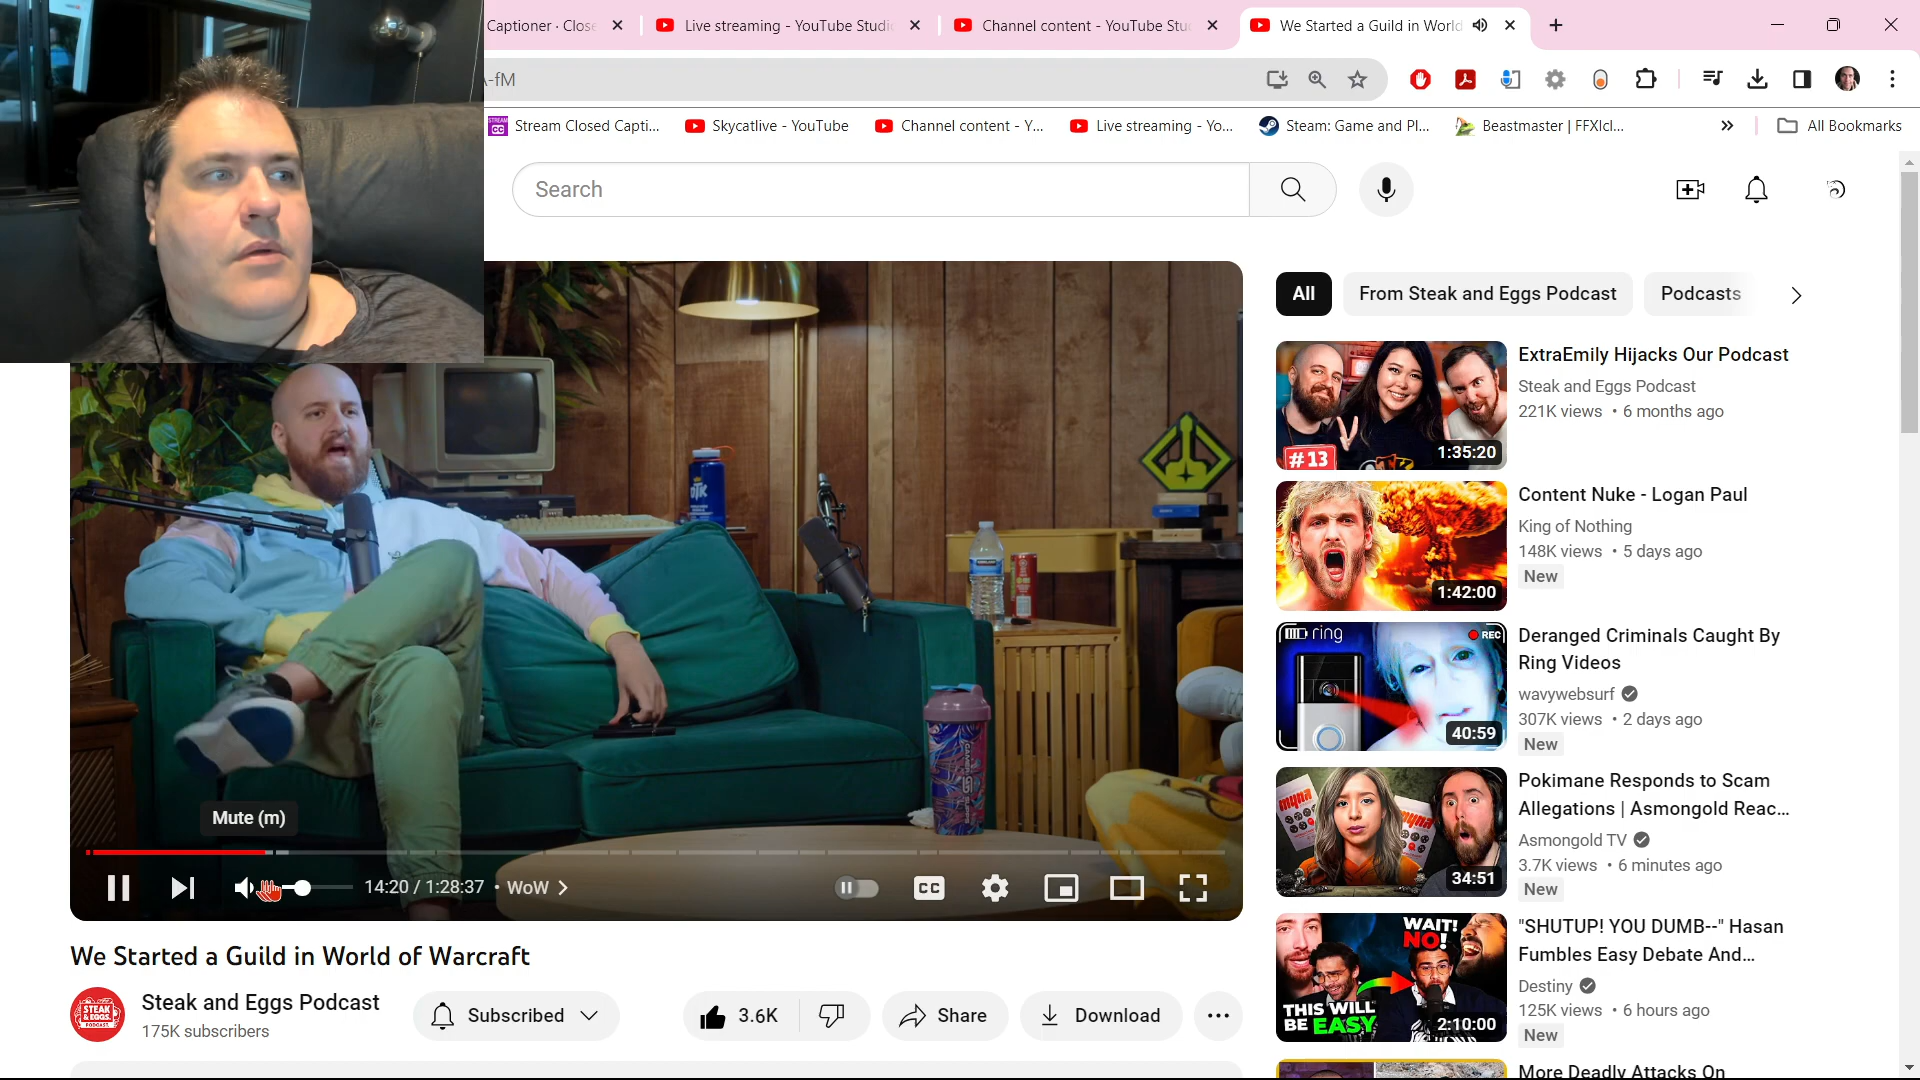 Captioner · Close
Live streaming - YouTube Studio
Channel content - YouTube Stu
We Started a Guild in World
-fM
Stream Closed Capti...
Skycatlive - YouTube
Channel content - Y...
Live streaming - Yo...
Steam: Game and Pl...
Beastmaster | FFXIcl...
»
All Bookmarks
Search
All
From Steak and Eggs Podcast
Podcasts
#13
1:35:20
ExtraEmily Hijacks Our Podcast
Steak and Eggs Podcast
221K views • 6 months ago
1:42:00
Content Nuke - Logan Paul
King of Nothing
148K views • 5 days ago
New
ring
REC
40:59
Deranged Criminals Caught By
Ring Videos
wavywebsurf
307K views • 2 days ago
New
myna
34:51
Pokimane Responds to Scam
Allegations | Asmongold Reac...
Asmongold TV
3.7K views • 6 minutes ago
New
WAIT!
NO!
THIS WILL
BE EASY
2:10:00
"SHUTUP! YOU DUMB--" Hasan
Fumbles Easy Debate And...
Destiny
125K views • 6 hours ago
New
More Deadly Attacks On
OTK
Mute (m)
14:20 / 1:28:37 • WoW
CC
We Started a Guild in World of Warcraft
STEAK
& EGGS
PODCAST
Steak and Eggs Podcast
175K subscribers
Subscribed
3.6K
Share
Download